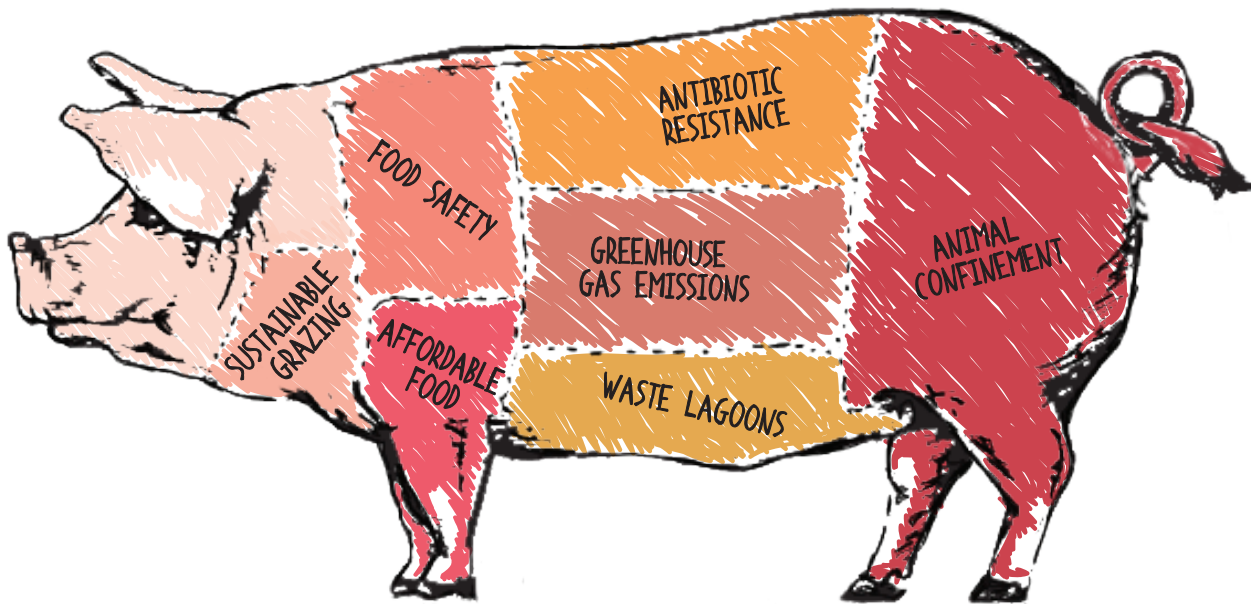 ANTIBIOTIC
RESISTANCE
FOOD SAFETY
GREENHOUSE
GAS EMISSIONS
ANIMAL
CONFINEMENT
SUSTAINABLE
GRAZING
AFFORDABLE
FOOD
WASTE LAGOONS